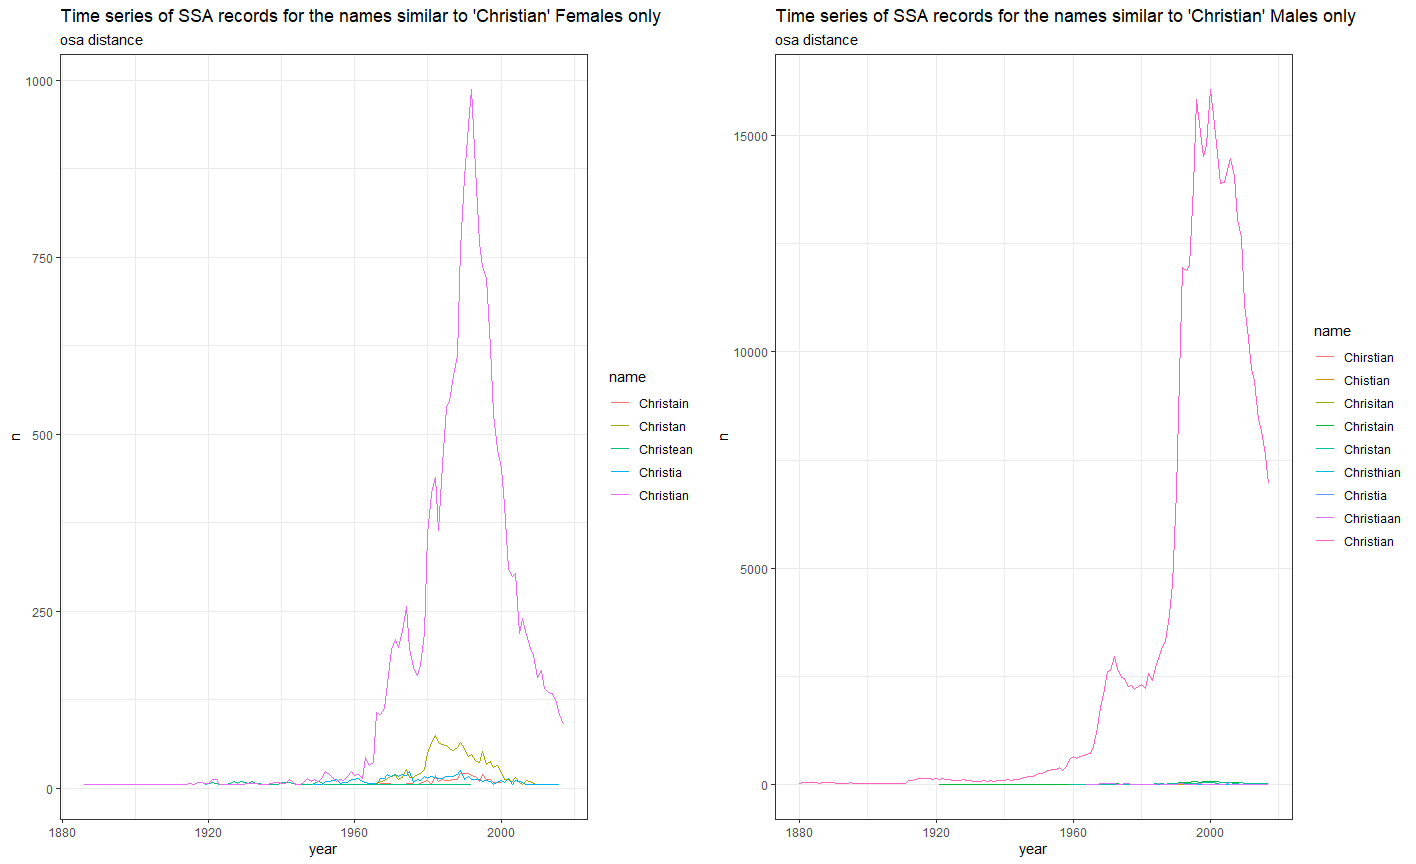 Time series of SSA records for the names similar to 'Christian' Females only
osa distance
1000
750
500
250
0
n
1880
1920
1960
2000
year
name
Christain
Christan
Christean
Christia
Christian
Time series of SSA records for the names similar to 'Christian' Males only
osa distance
15000
10000
5000
0
n
1880
1920
1960
2000
year
name
Chirstian
Chistian
Chrisitan
Christain
Christan
Christhian
Christia
Christiaan
Christian